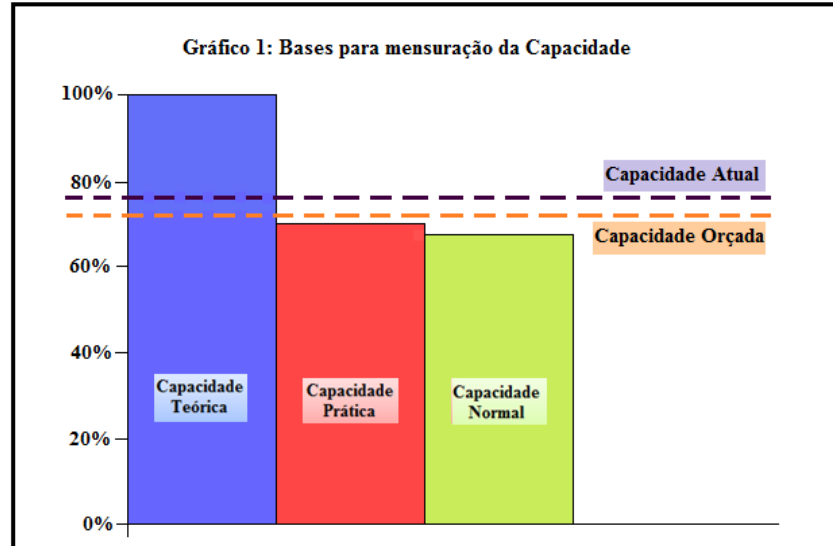 Gráfico 1: Bases para mensuração da Capacidade
100%
80%
60%
40%
20%
0%
Capacidade Atual
Capacidade Orçada
Capacidade
Teórica
Capacidade
Prática
Capacidade
Normal